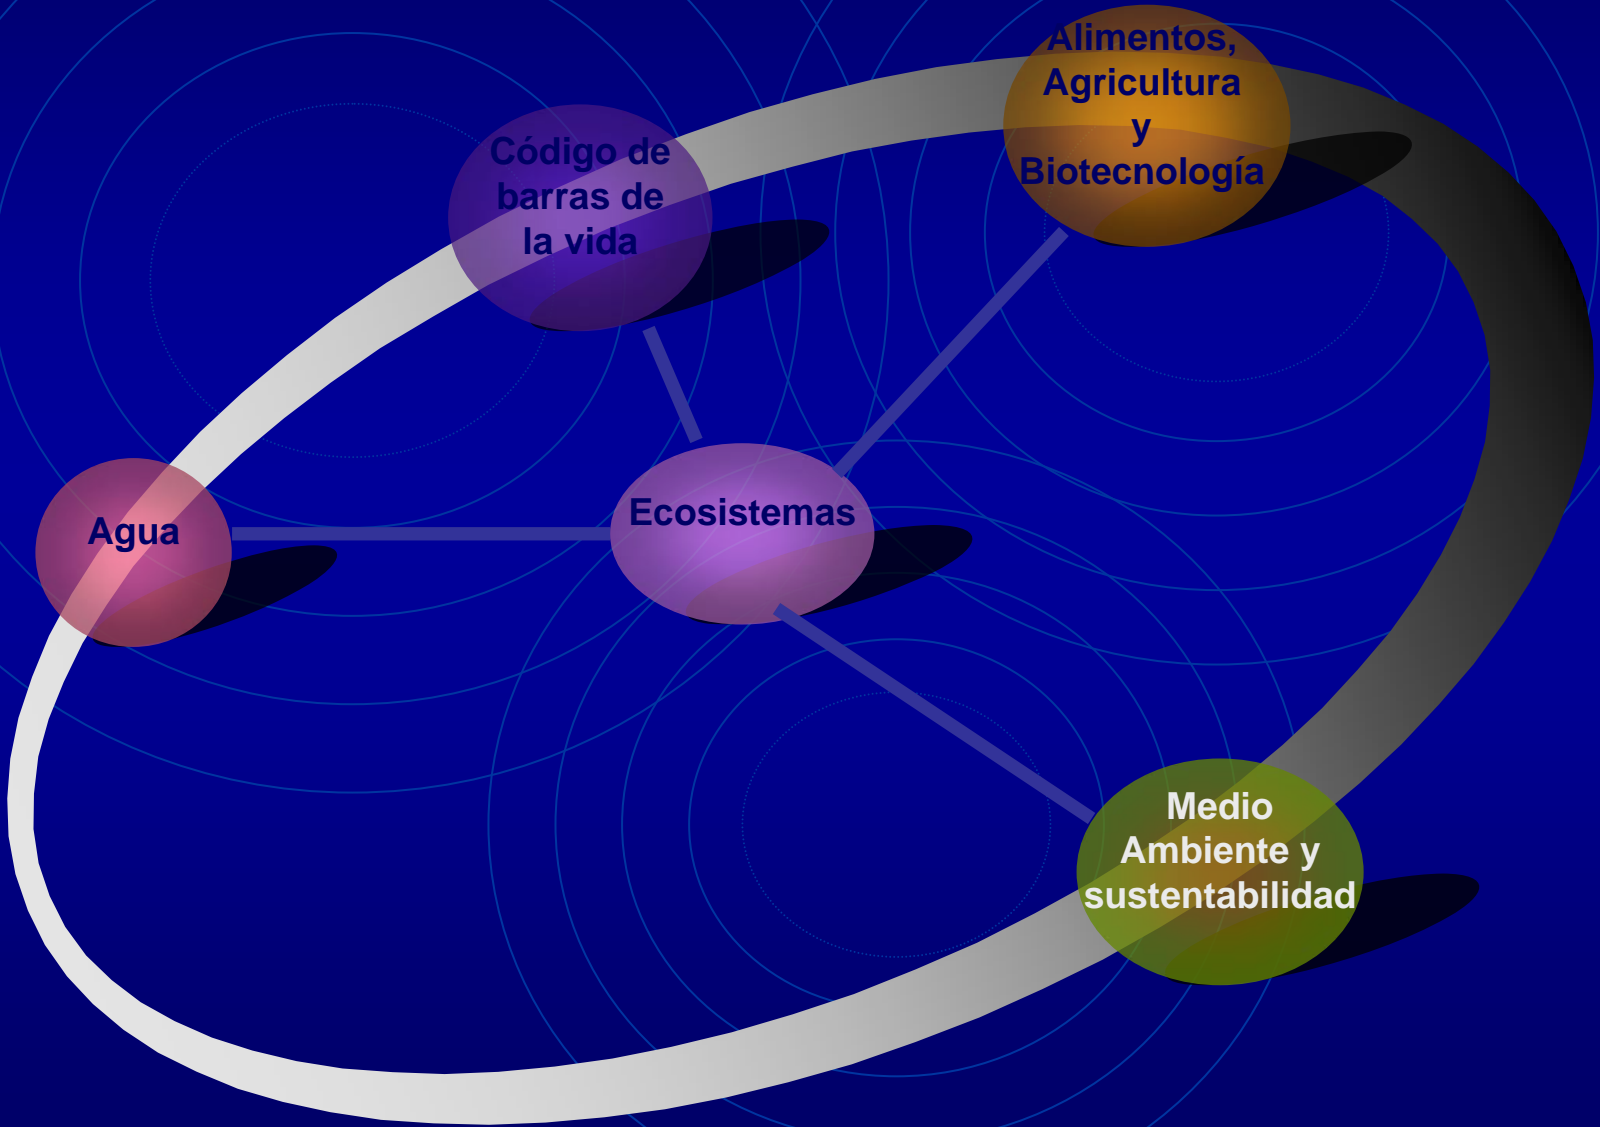 Alimentos,
Agricultura
y
Biotecnología
Código de
barras de
la vida
Agua
Ecosistemas
Medio
Ambiente y
sustentabilidad